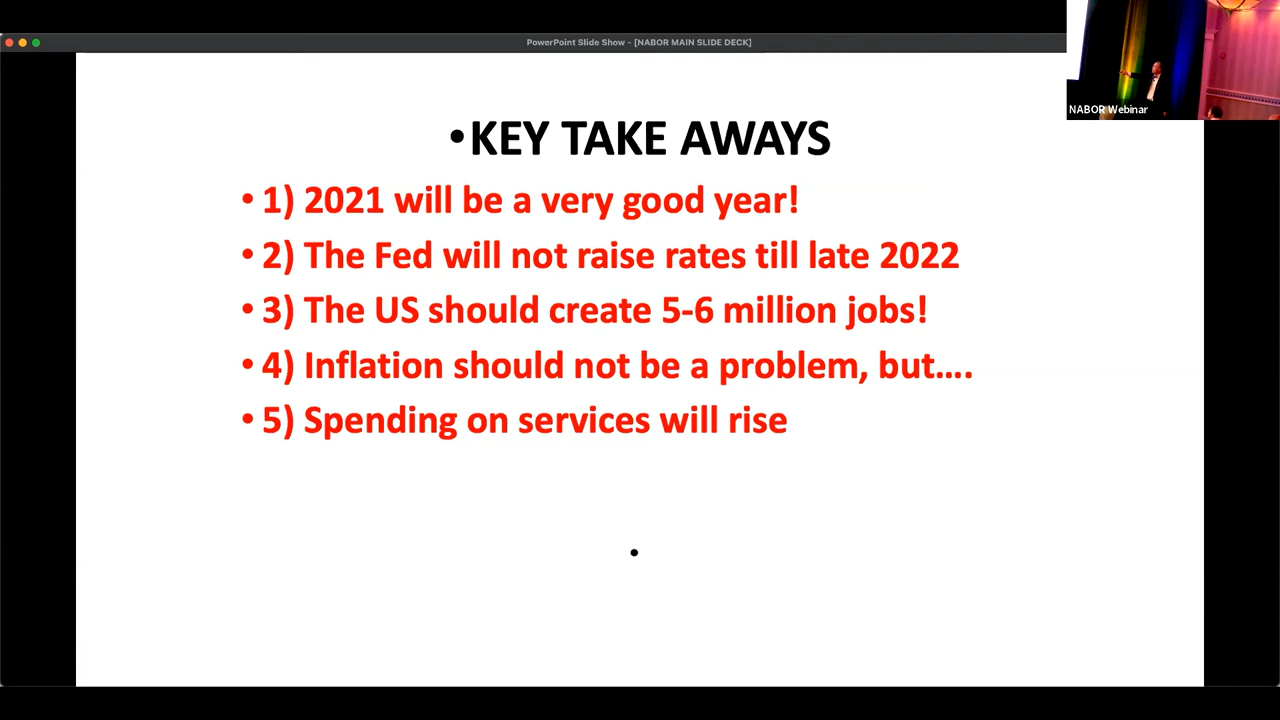 PowerPoint Slide Show - [NABOR MAIN SLIDE DECK]
NABOR Webinar
•KEY TAKE AWAYS
• 1) 2021 will be a very good year!
• 2) The Fed will not raise rates till late 2022
• 3) The US should create 5-6 million jobs!
• 4) Inflation should not be a problem, but....
• 5) Spending on services will rise
•